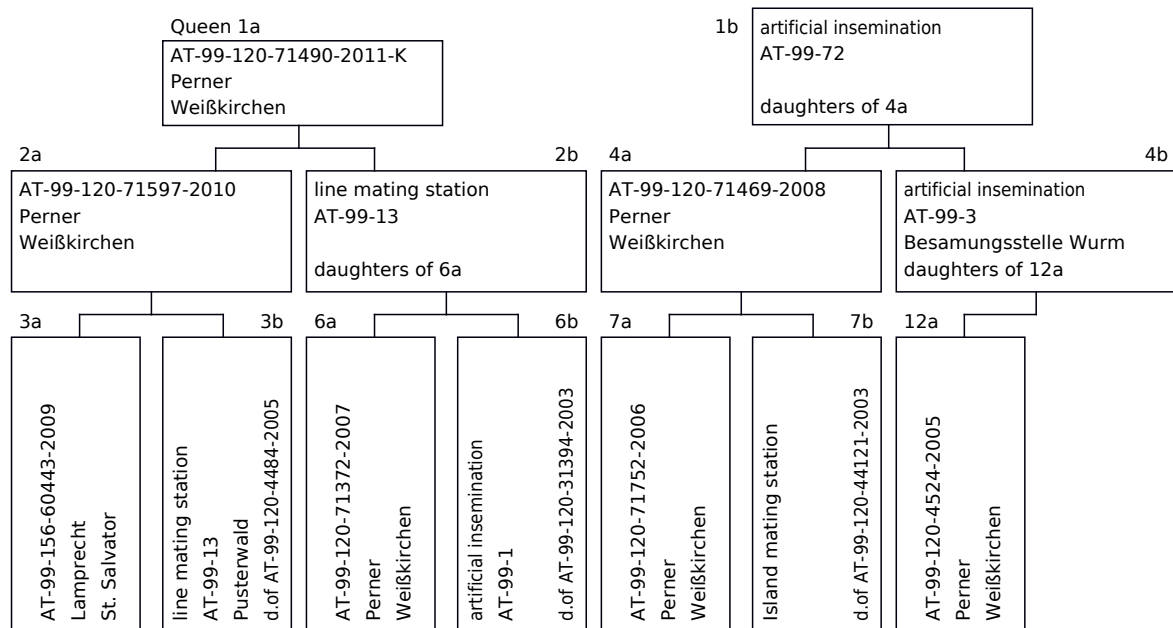 Queen 1a
AT-99-120-71490-2011-K
Perner
Weißkirchen
1b
artificial insemination
AT-99-72
daughters of 4a
2a
AT-99-120-71597-2010
Perner
Weißkirchen
2b
line mating station
AT-99-13
daughters of 6a
4a
AT-99-120-71469-2008
Perner
Weißkirchen
4b
artificial insemination
AT-99-3
Besamungsstelle Wurm
daughters of 12a
3a
AT-99-156-60443-2009
Lamprecht
St. Salvator
3b
line mating station
AT-99-13
Pusterwald
d.of AT-99-120-4484-2005
6a
AT-99-120-71372-2007
Perner
Weißkirchen
6b
artificial insemination
AT-99-1
d.of AT-99-120-31394-2003
7a
AT-99-120-71752-2006
Perner
Weißkirchen
7b
Island mating station
d.of AT-99-120-44121-2003
12a
AT-99-120-4524-2005
Perner
Weißkirchen